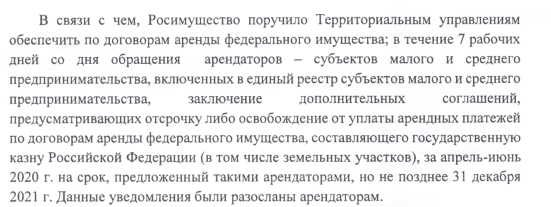 В связи с чем, Росимущество поручило Территориальным управлениям
обеспечить по договорам аренды федерального имущества; в течение 7 рабочих
дней со дня обращения арендаторов – субъектов малого и среднего
предпринимательства, включенных в единый реестр субъектов малого и среднего
предпринимательства, заключение дополнительных соглашений,
предусматривающих отсрочку либо освобождение от уплаты арендных платежей
по договорам аренды федерального имущества, составляющего государственную
казну Российской Федерации (в том числе земельных участков), за апрель-июнь
2020 г. на срок, предложенный такими арендаторами, но не позднее 31 декабря
2021 г. Данные уведомления были разосланы арендаторам.